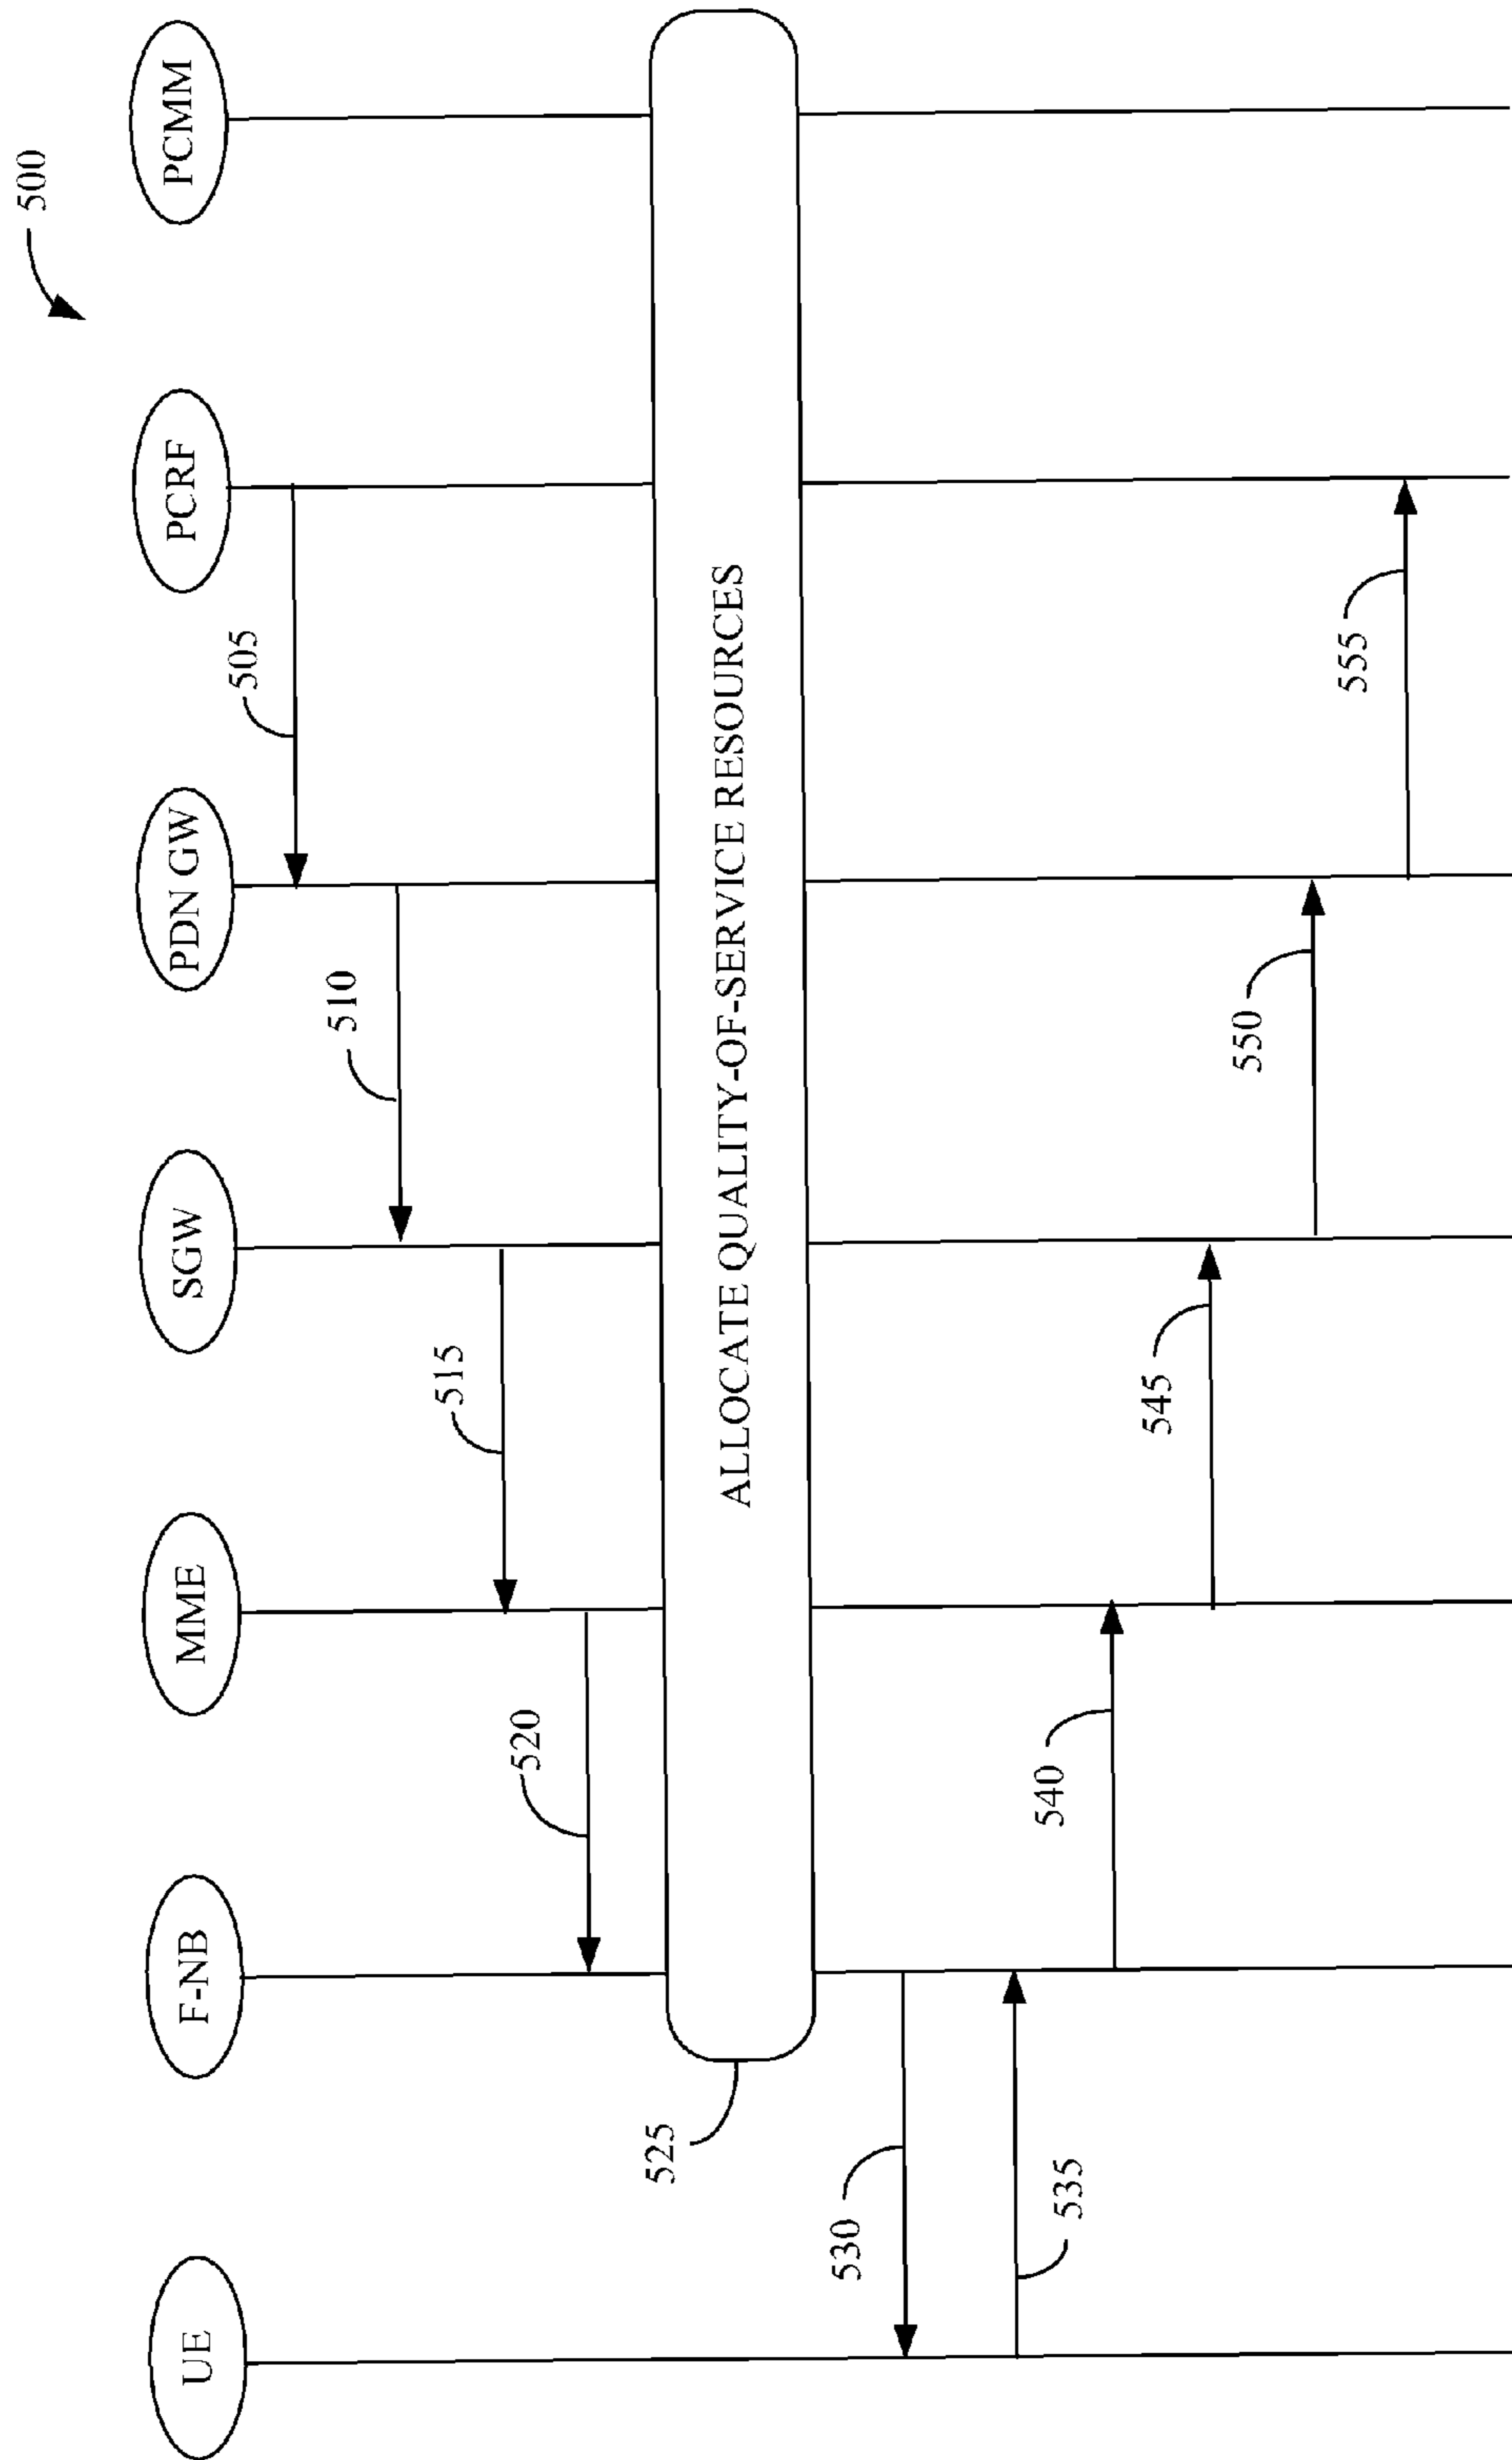 500
UE
F-NB
MME
SGW
PDN GW
PCRF
PCMM
505
510
515
520
ALLOCATE QUALITY-OF-SERVICE RESOURCES
525
530
535
540
545
550
555